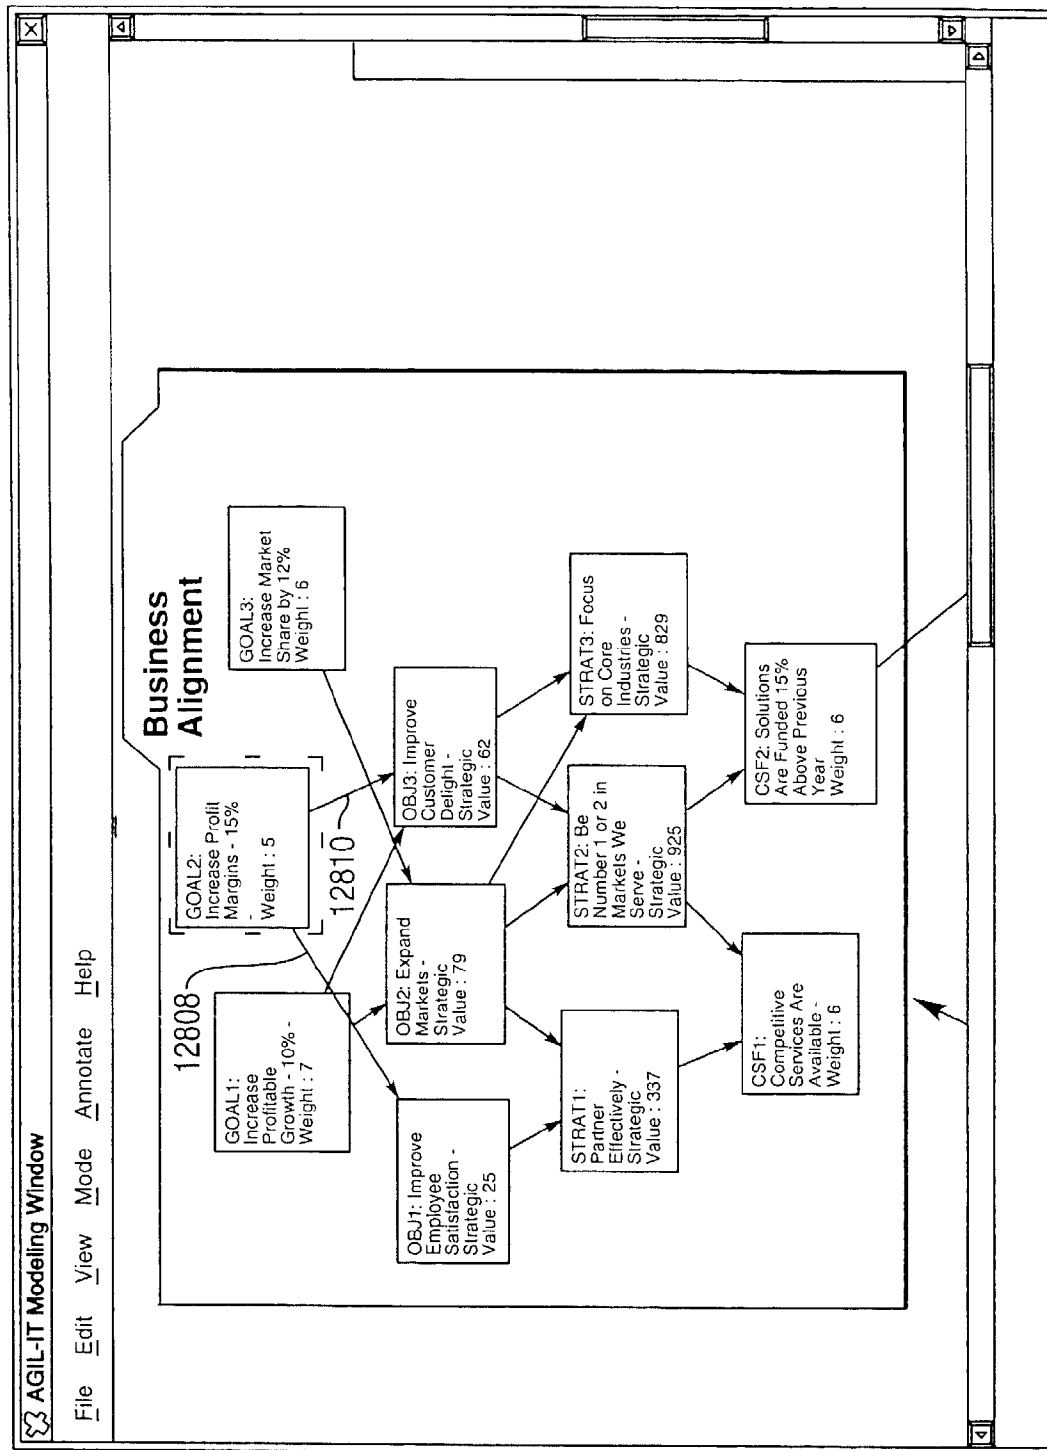 AGIL-IT Modeling Window
File Edit View Mode Annotate Help
Business
Alignment
12808
GOAL1:
Increase
Profitable
Growth - 10% -
Weight : 7
GOAL2:
Increase Profit
Margins - 15%
-
Weight : 5
GOAL3:
Increase Market
Share by 12%
Weight : 6
12810
OBJ1: Improve
Employee
Satisfaction -
Strategic
Value : 25
OBJ2: Expand
Markets -
Strategic
Value : 79
OBJ3: Improve
Customer
Delight -
Strategic
Value : 62
STRAT1:
Partner
Effectively -
Strategic
Value : 337
STRAT2: Be
Number 1 or 2 in
Markets We
Serve -
Strategic
Value : 925
STRAT3: Focus
on Core
Industries -
Strategic
Value : 829
CSF1:
Competitive
Services Are
Available -
Weight : 6
CSF2: Solutions
Are Funded 15%
Above Previous
Year
Weight : 6